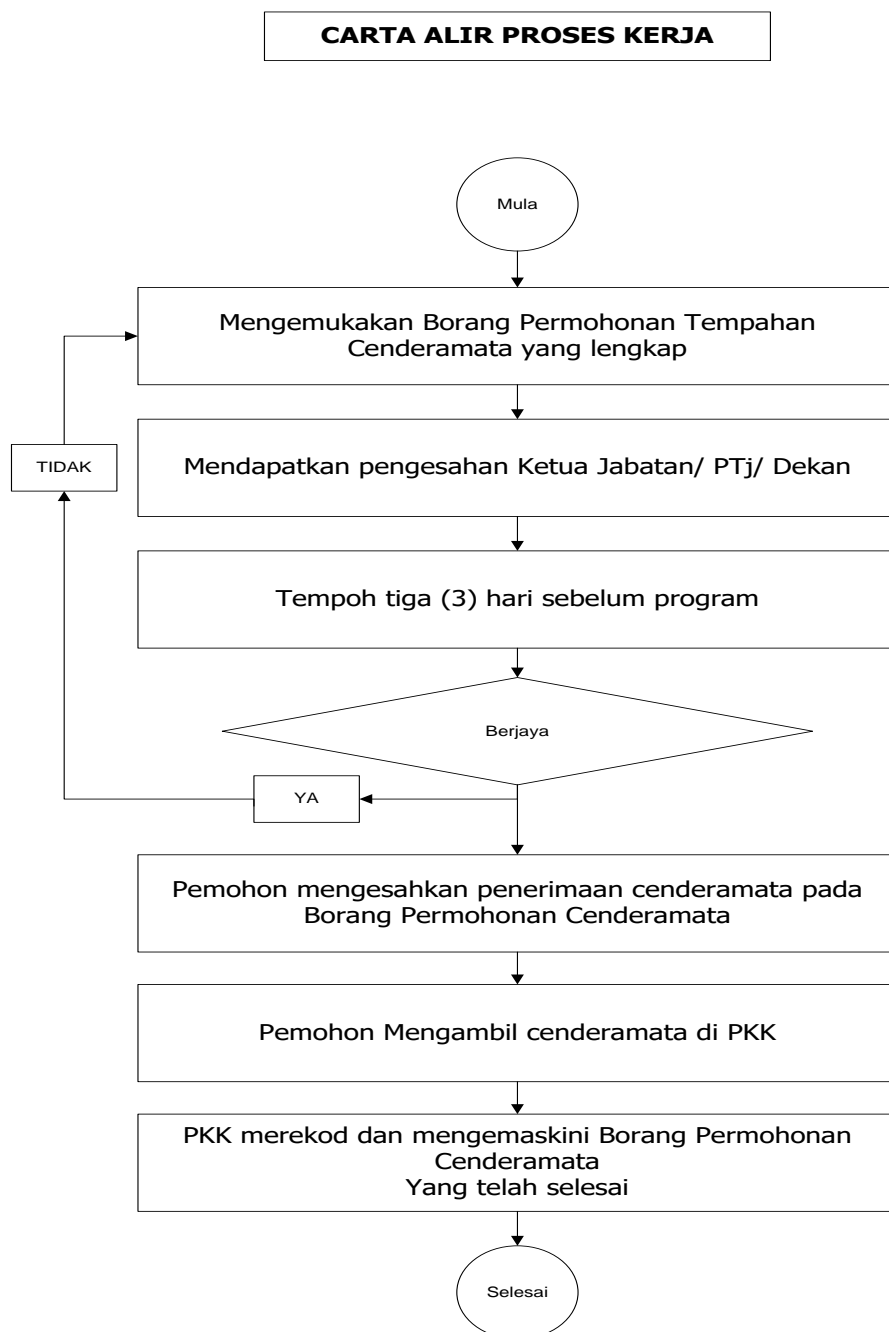 CARTA ALIR PROSES KERJA
Mula
Mengemukakan Borang Permohonan Tempahan
Cenderamata yang lengkap
TIDAK
Mendapatkan pengesahan Ketua Jabatan/ PTj/ Dekan
Tempoh tiga (3) hari sebelum program
Berjaya
YA
Pemohon mengesahkan penerimaan cenderamata pada
Borang Permohonan Cenderamata
Pemohon Mengambil cenderamata di PKK
PKK merekod dan mengemaskini Borang Permohonan
Cenderamata
Yang telah selesai
Selesai